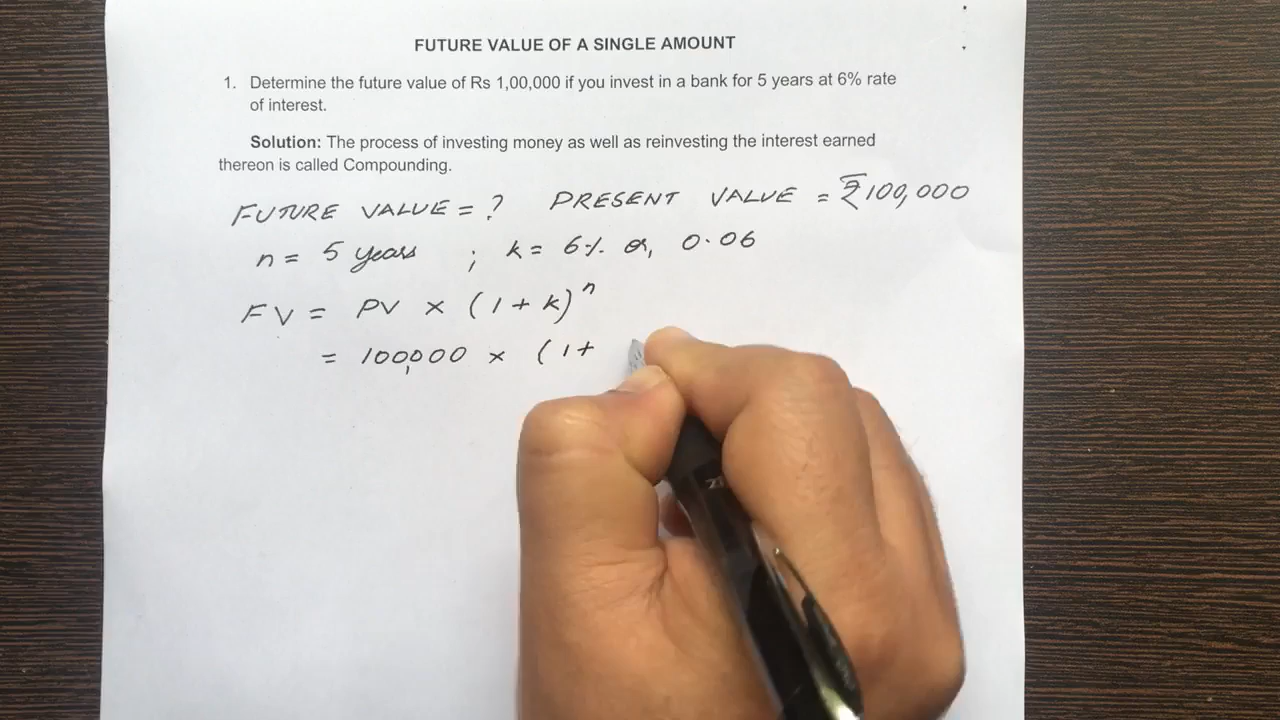 FUTURE VALUE OF A SINGLE AMOUNT
1. Determine the future value of Rs 1,00,000 if you invest in a bank for 5 years at 6% rate
of interest.
Solution: The process of investing money as well as reinvesting the interest earned
thereon is called Compounding.
FUTURE VALUE = ? PRESENT VALUE = ₹100,000
n = 5 years ; k = 6% or, 0.06
FV = PV × (1 + k)ⁿ
= 100,000 × (1 +